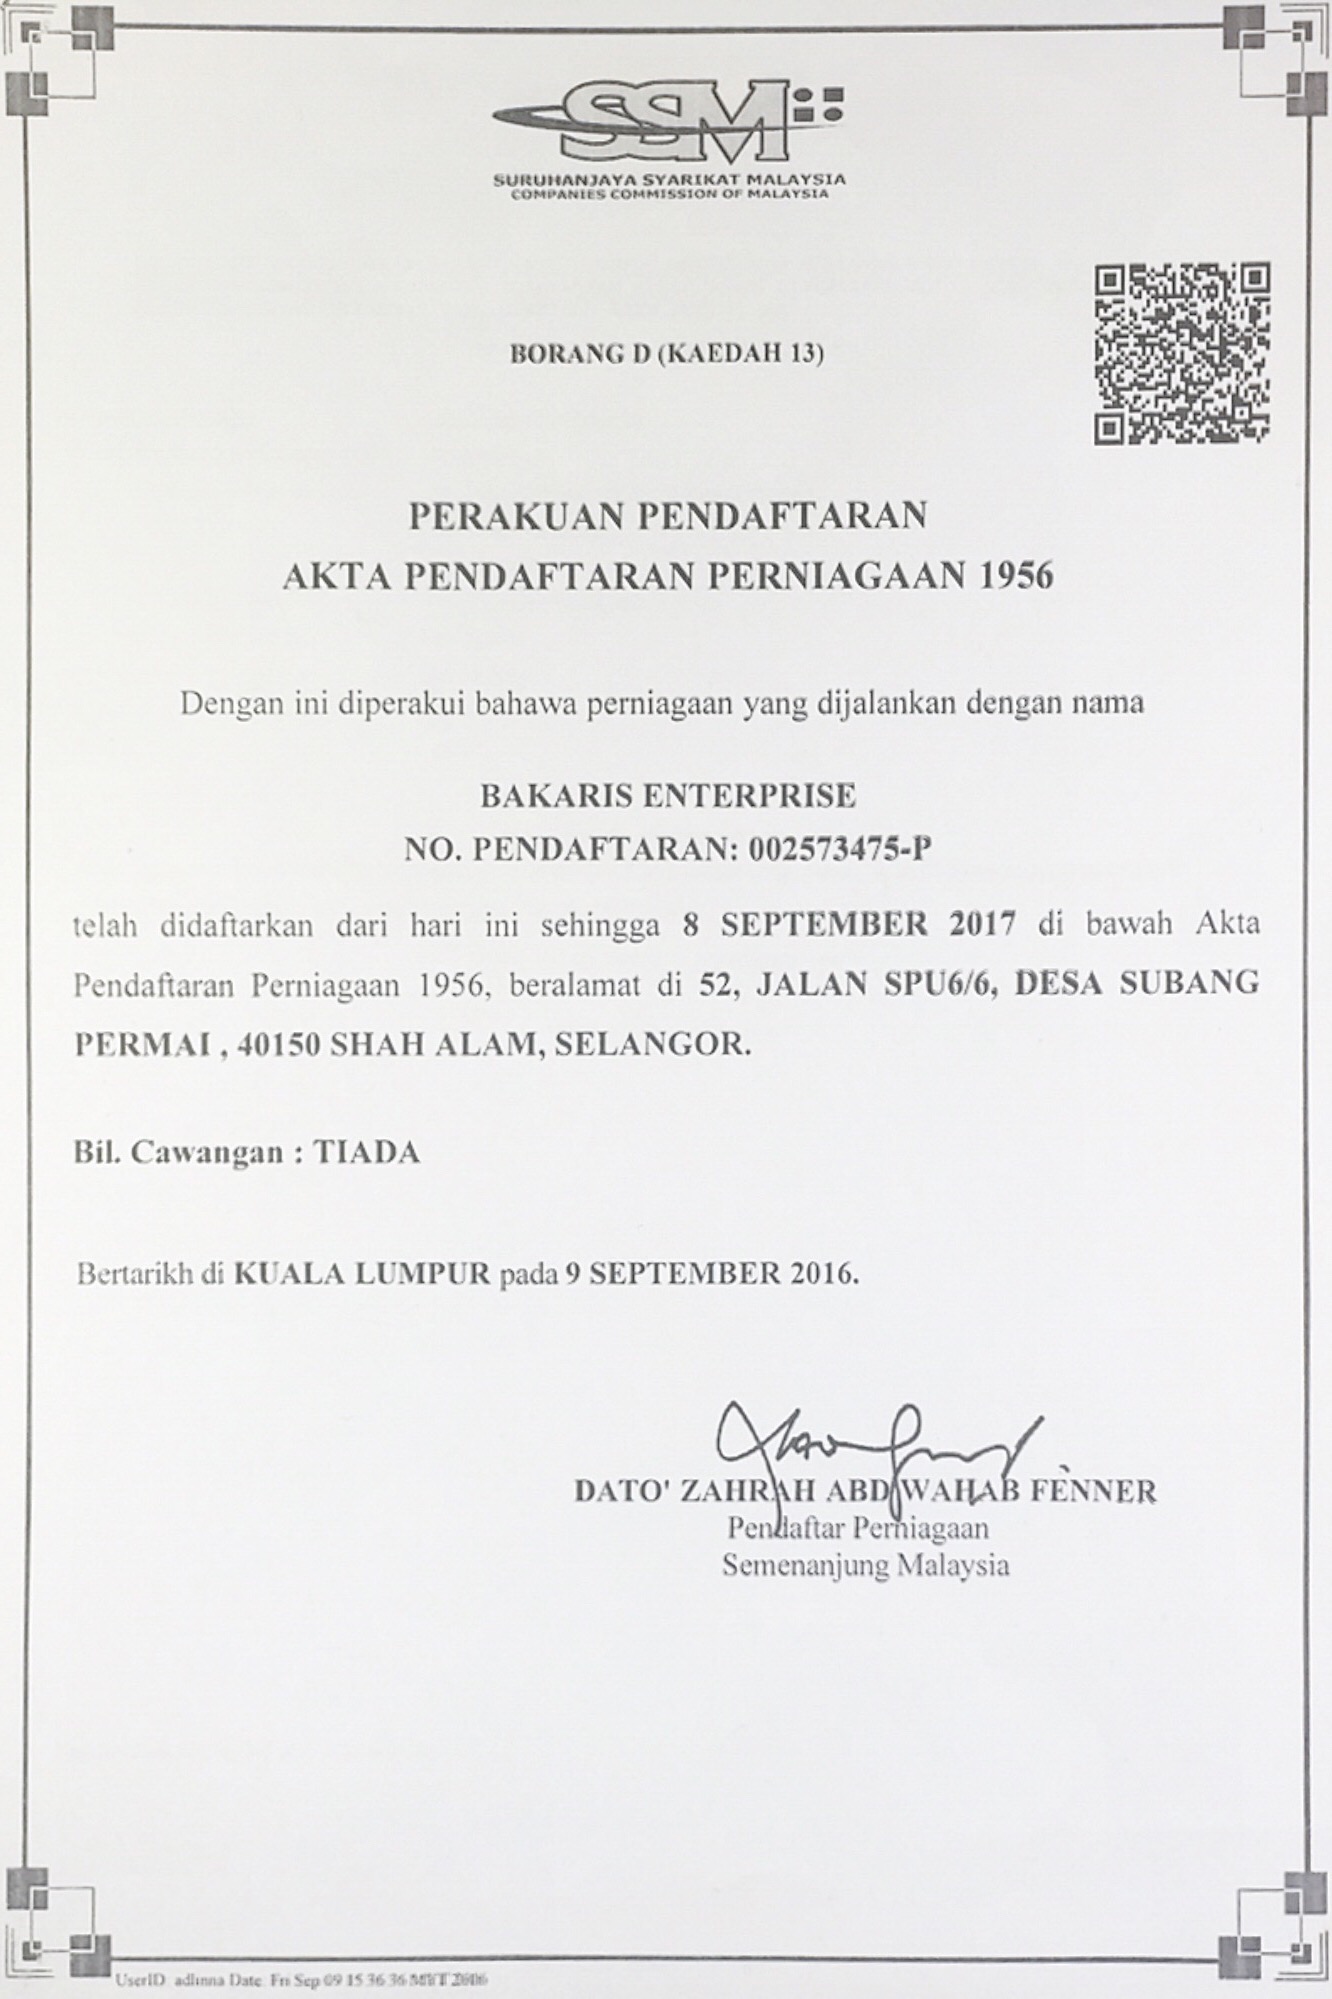 SSM
SURUHANJAYA SYARIKAT MALAYSIA
COMPANIES COMMISSION OF MALAYSIA
BORANG D (KAEDAH 13)
PERAKUAN PENDAFTARAN
AKTA PENDAFTARAN PERNIAGAAN 1956
Dengan ini diperakui bahawa perniagaan yang dijalankan dengan nama
BAKARIS ENTERPRISE
NO. PENDAFTARAN: 002573475-P
telah didaftarkan dari hari ini sehingga 8 SEPTEMBER 2017 di bawah Akta
Pendaftaran Perniagaan 1956, beralamat di 52, JALAN SPU6/6, DESA SUBANG
PERMAI , 40150 SHAH ALAM, SELANGOR.
Bil. Cawangan : TIADA
Bertarikh di KUALA LUMPUR pada 9 SEPTEMBER 2016.
DATO' ZAHRAH ABD WAHAB FENNER
Pendaftar Perniagaan
Semenanjung Malaysia
UserID adlinna Date Fri Sep 09 15 36 36 MYT 2016